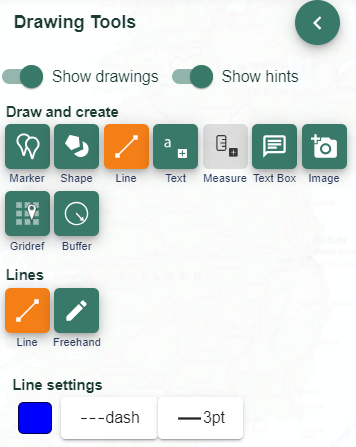 Drawing Tools
Show drawings Show hints
Draw and create
a
Marker Shape Line Text Measure Text Box Image
Gridref Buffer
Lines
Line Freehand
Line settings
---dash 3pt